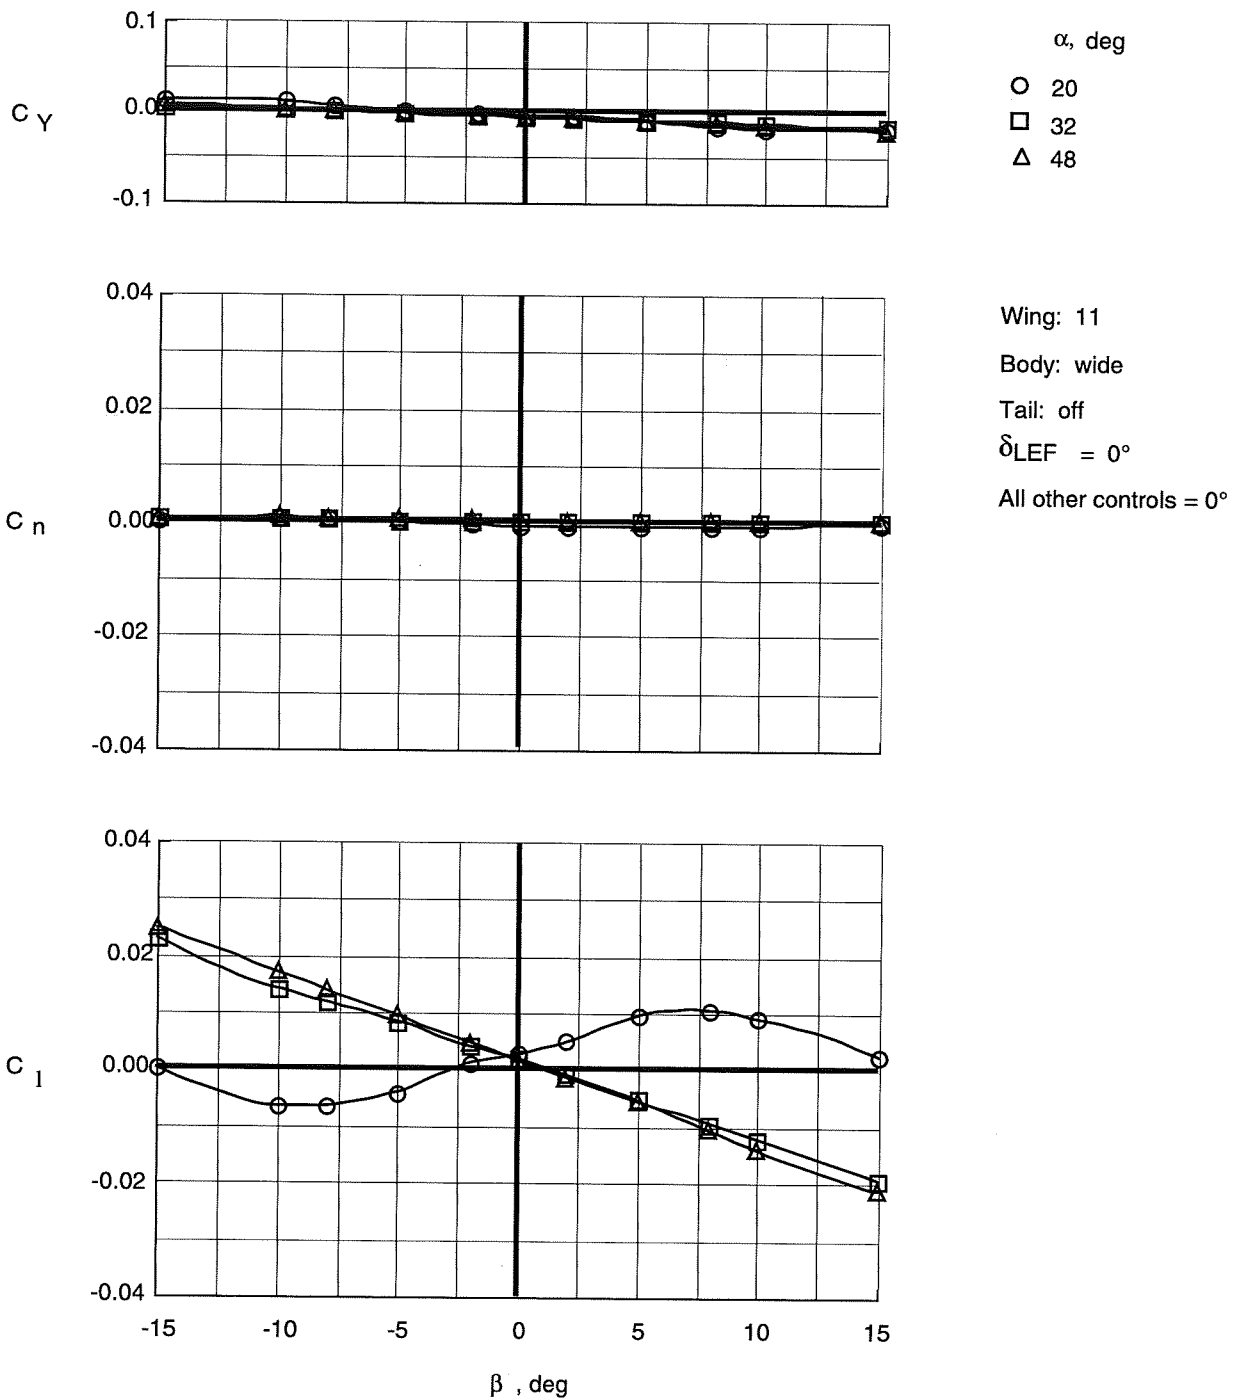 0.1
0.0
-0.1
C Y
α, deg
20
32
48
0.04
0.02
0.00
-0.02
-0.04
C n
Wing: 11
Body: wide
Tail: off
δLEF = 0°
All other controls = 0°
0.04
0.02
0.00
-0.02
-0.04
C l
-15 -10 -5 0 5 10 15
β , deg